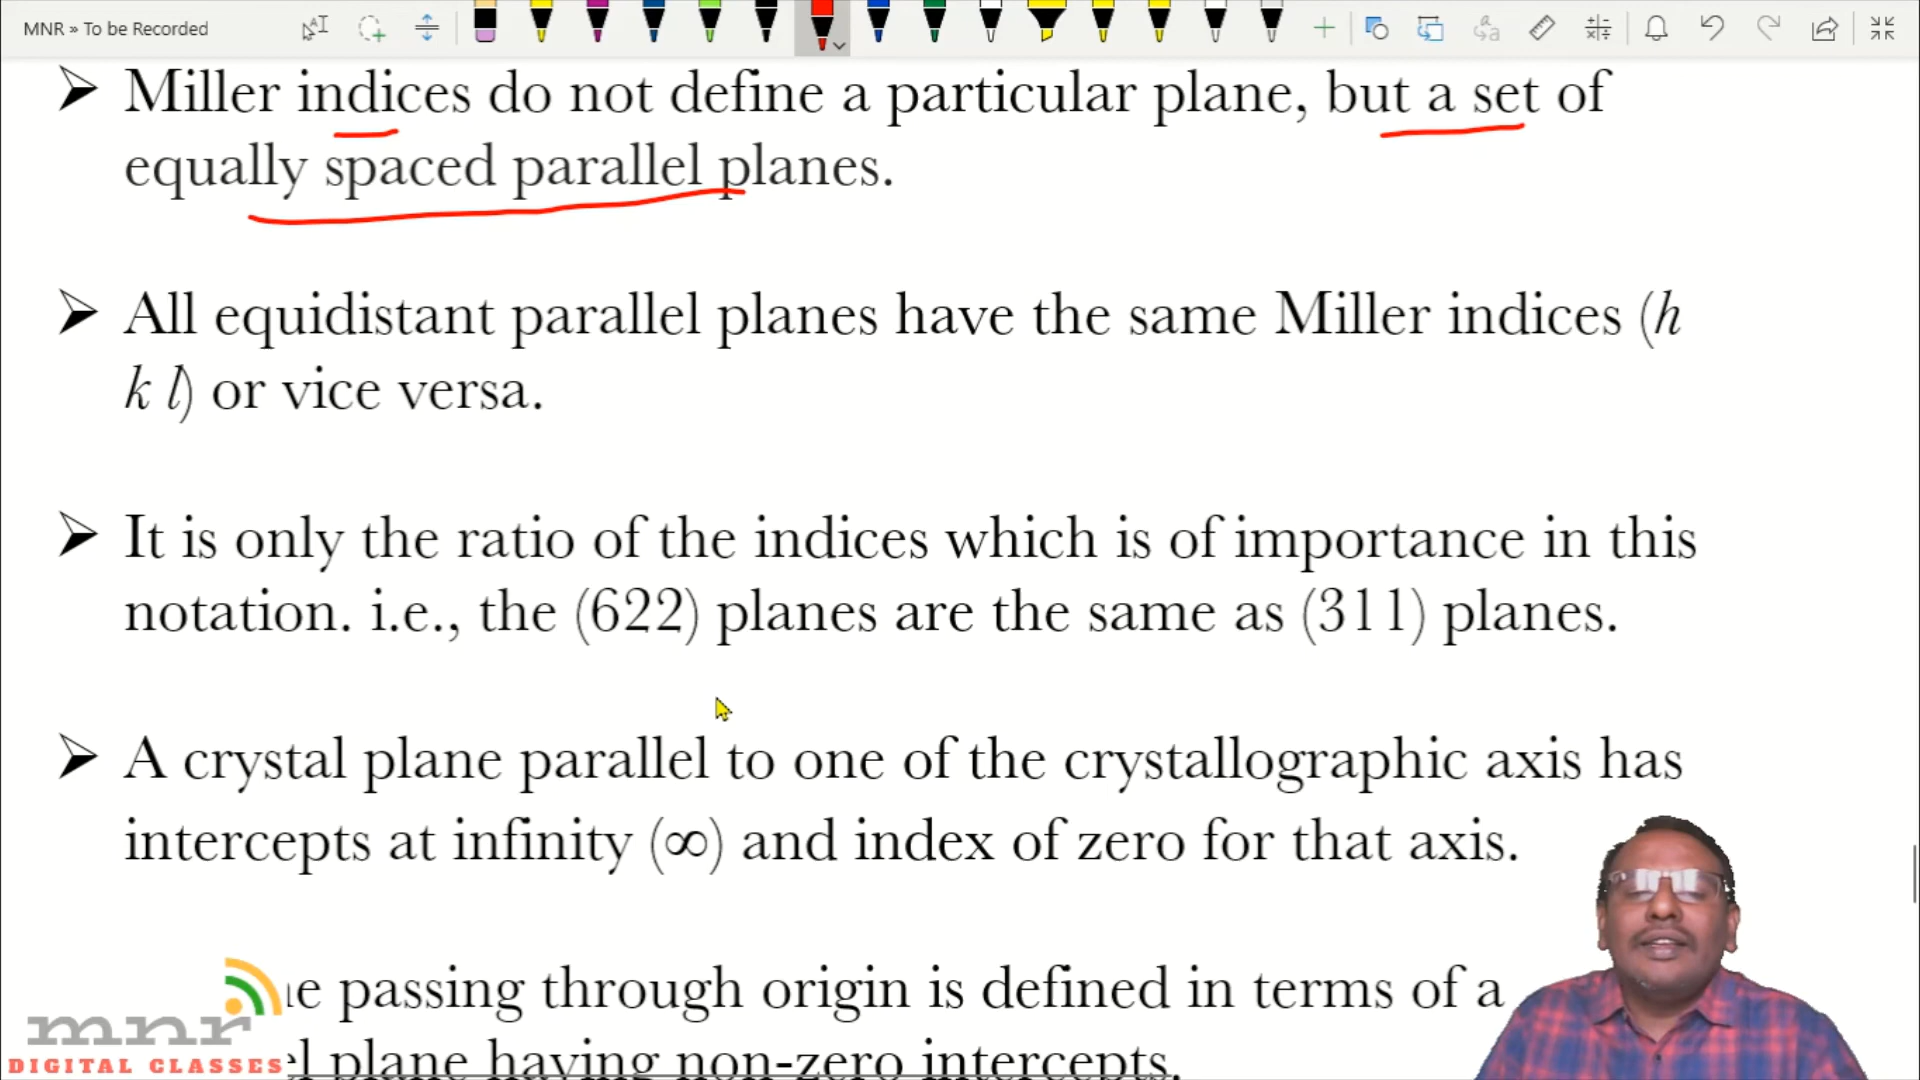 MNR » To be Recorded
➤ Miller indices do not define a particular plane, but a set of
equally spaced parallel planes.
➤ All equidistant parallel planes have the same Miller indices (h
k l) or vice versa.
➤ It is only the ratio of the indices which is of importance in this
notation. i.e., the (622) planes are the same as (311) planes.
➤ A crystal plane parallel to one of the crystallographic axis has
intercepts at infinity (∞) and index of zero for that axis.
passing through origin is defined in terms of a
plane having non-zero intercepts.
mnr
DIGITAL CLASSES